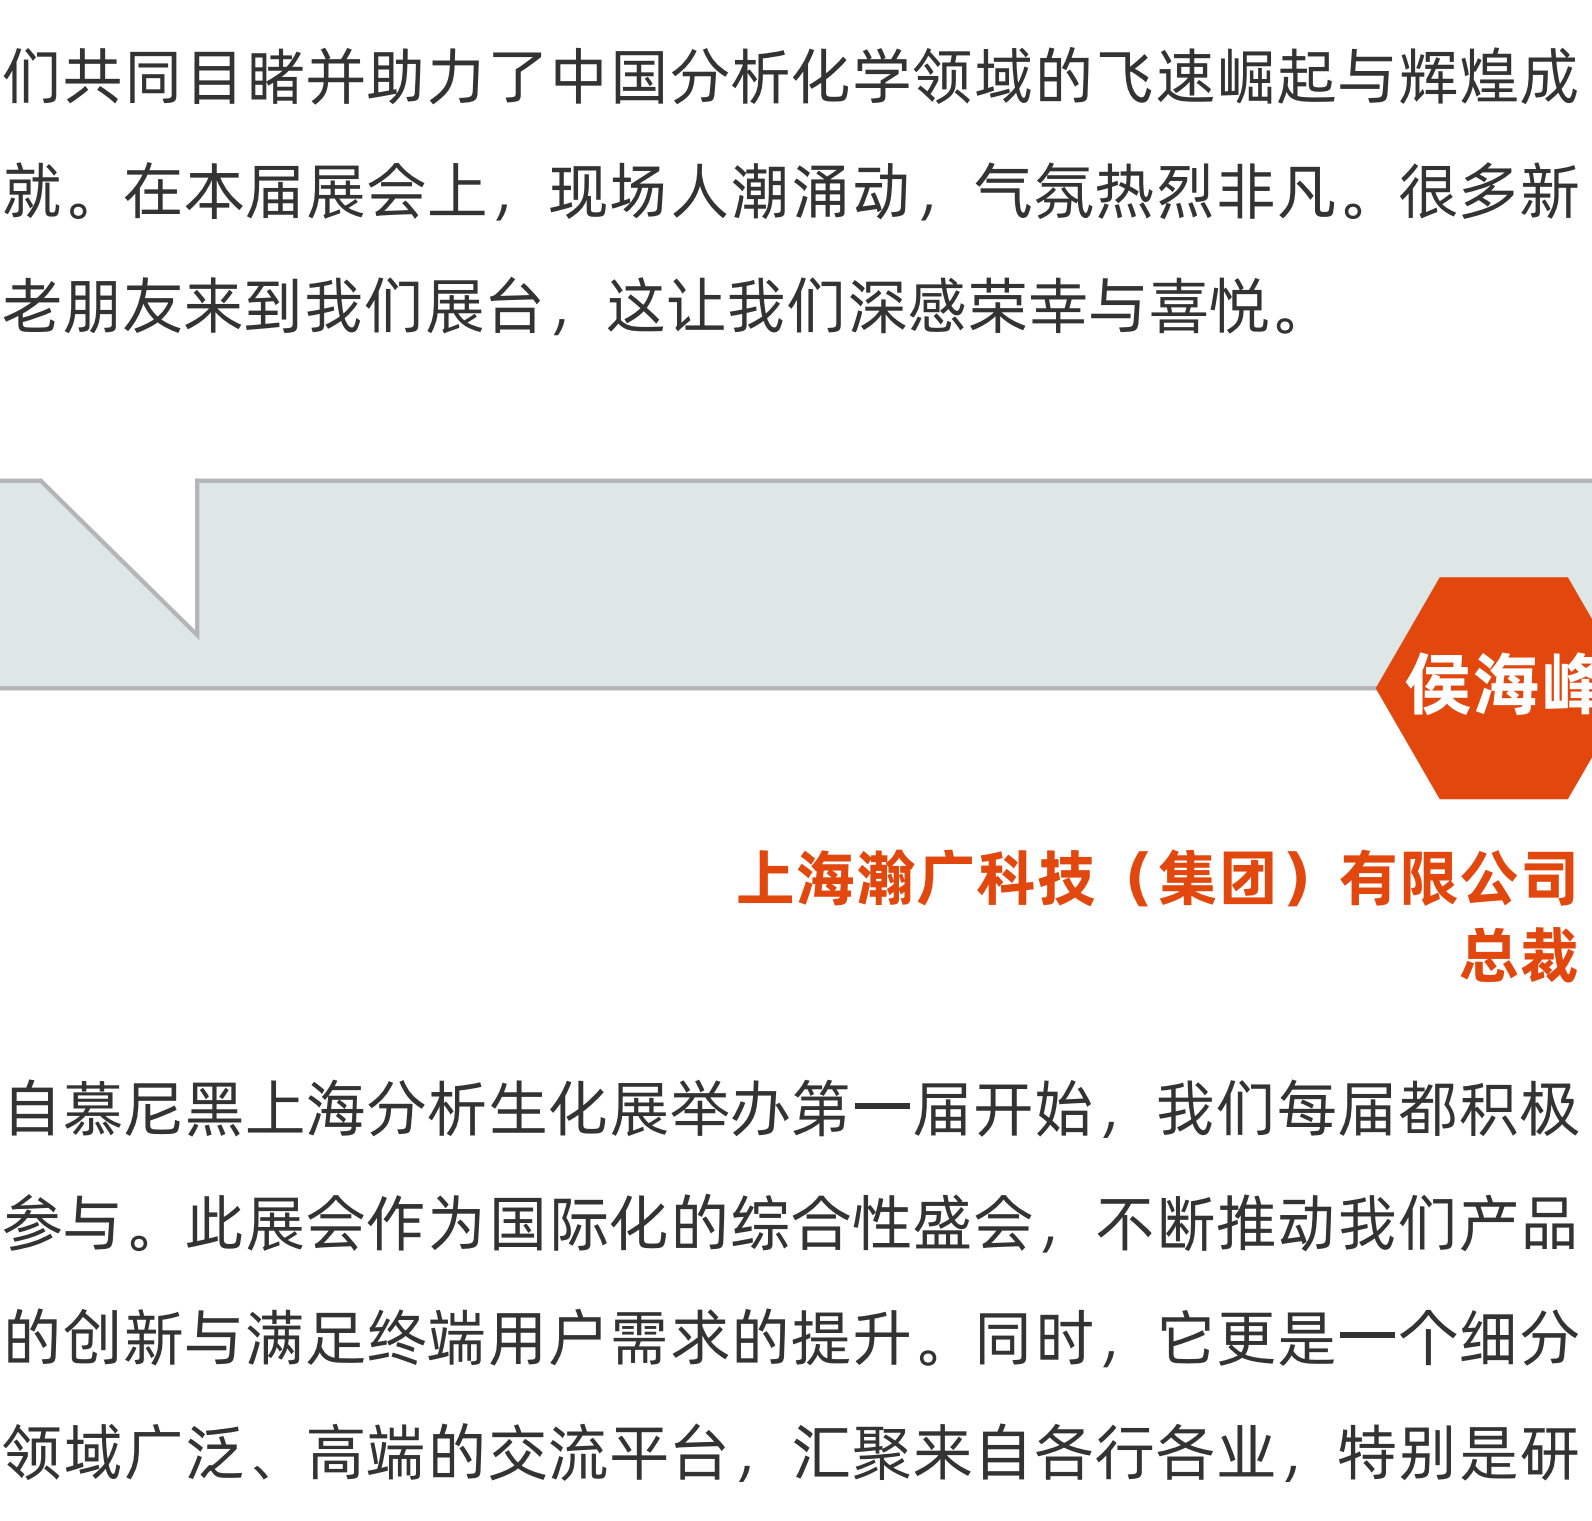 们共同目睹并助力了中国分析化学领域的飞速崛起与辉煌成
就。在本届展会上，现场人潮涌动，气氛热烈非凡。很多新
老朋友来到我们展台，这让我们深感荣幸与喜悦。
侯海峰
上海瀚广科技（集团）有限公司
总裁
自慕尼黑上海分析生化展举办第一届开始，我们每届都积极
参与。此展会作为国际化的综合性盛会，不断推动我们产品
的创新与满足终端用户需求的提升。同时，它更是一个细分
领域广泛、高端的交流平台，汇聚来自各行各业，特别是研